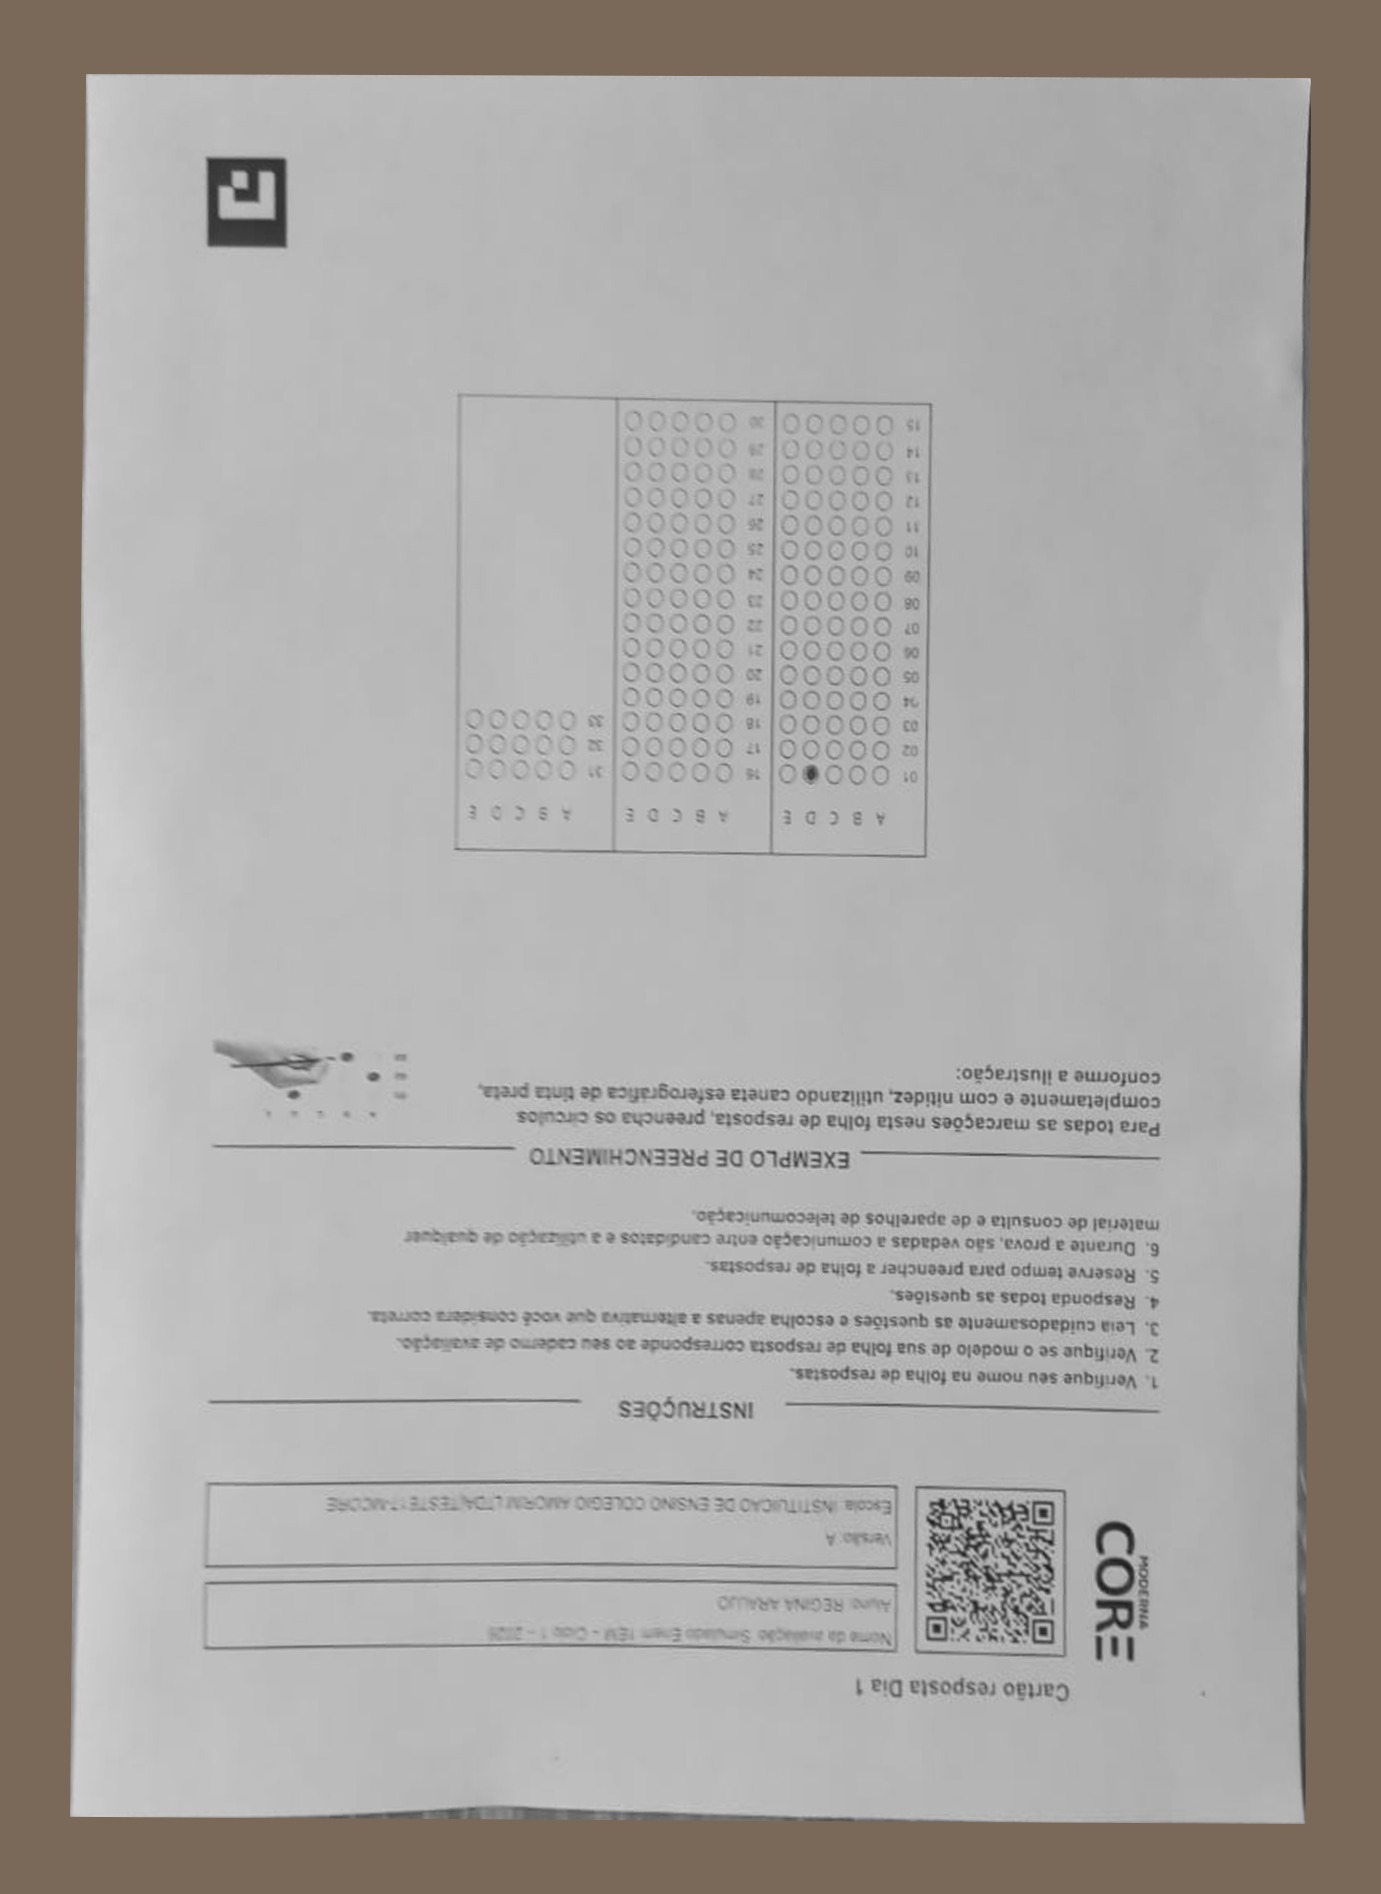 Cartão resposta Dia 1
MODERNA
CORE
Nome da avaliação: Simulado Enem 1EM - Ciclo 1 - 2026
Aluno: REGINA ARAUJO
Versão: A
Escola: INSTITUICAO DE ENSINO COLEGIO AMORIM LTDA(TESTE17-MCORE
INSTRUÇÕES
1. Verifique seu nome na folha de respostas.
2. Verifique se o modelo de sua folha de resposta corresponde ao seu caderno de avaliação.
3. Leia cuidadosamente as questões e escolha apenas a alternativa que você considera correta.
4. Responda todas as questões.
5. Reserve tempo para preencher a folha de respostas.
6. Durante a prova, são vedadas a comunicação entre candidatos e a utilização de qualquer
material de consulta e de aparelhos de telecomunicação.
EXEMPLO DE PREENCHIMENTO
Para todas as marcações nesta folha de resposta, preencha os círculos
completamente e com nitidez, utilizando caneta esferográfica de tinta preta,
conforme a ilustração:
A B C D E A B C D E A B C D E
01 16 31
02 17 32
03 18 33
04 19
05 20
06 21
07 22
08 23
09 24
10 25
11 26
12 27
13 28
14 29
15 30